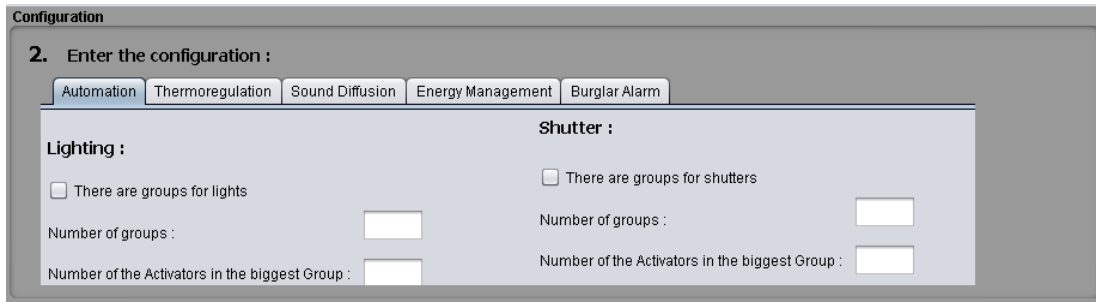 Configuration
2. Enter the configuration :
Automation Thermoregulation Sound Diffusion Energy Management Burglar Alarm
Lighting :
There are groups for lights
Number of groups :
Number of the Activators in the biggest Group :
Shutter :
There are groups for shutters
Number of groups :
Number of the Activators in the biggest Group :